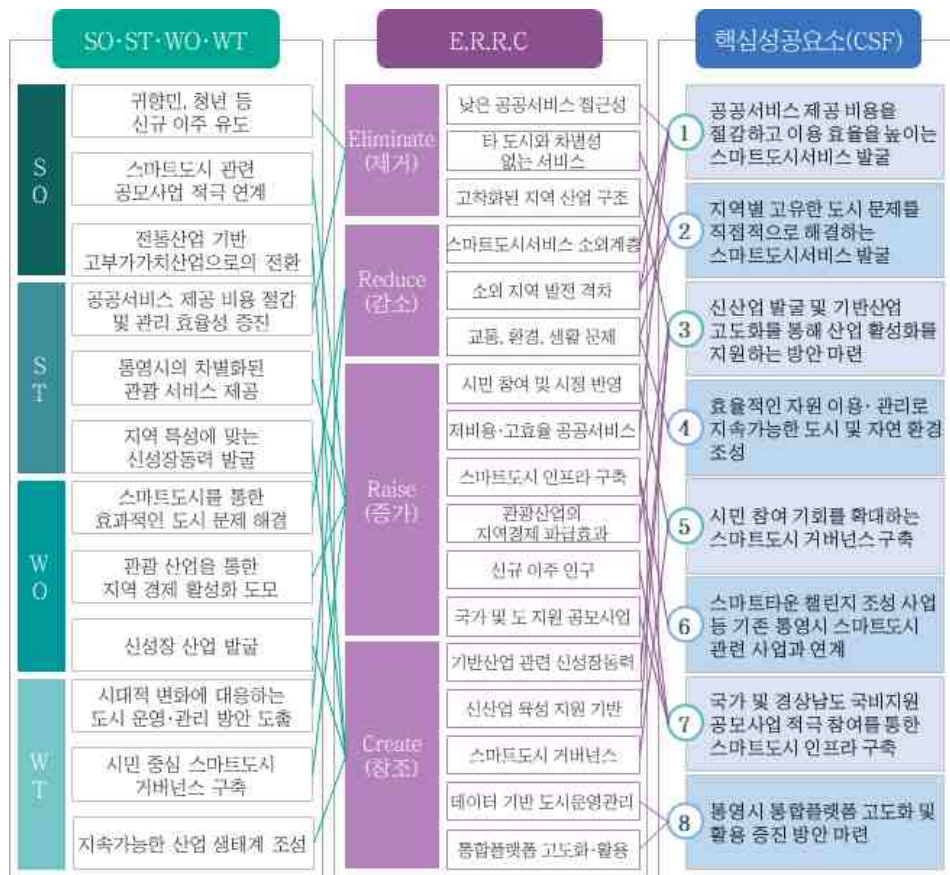 SO·ST·WO·WT
SO
귀향민, 청년 등
신규 이주 유도
스마트도시 관련
공모사업 적극 연계
전통산업 기반
고부가가치산업으로의 전환
ST
공공서비스 제공 비용 절감
및 관리 효율성 증진
통영시의 차별화된
관광 서비스 제공
지역 특성에 맞는
신성장동력 발굴
WO
스마트도시를 통한
효과적인 도시 문제 해결
관광 산업을 통한
지역 경제 활성화 도모
신성장 산업 발굴
WT
시대적 변화에 대응하는
도시 운영·관리 방안 도출
시민 중심 스마트도시
거버넌스 구축
지속가능한 산업 생태계 조성
E.R.R.C
Eliminate
(제거)
낮은 공공서비스 접근성
타 도시와 차별성
없는 서비스
고착화된 지역 산업 구조
Reduce
(감소)
스마트도시서비스 소외계층
소외 지역 발전 격차
교통, 환경, 생활 문제
Raise
(증가)
시민 참여 및 시정 반영
저비용·고효율 공공서비스
스마트도시 인프라 구축
관광산업의
지역경제 파급효과
신규 이주 인구
국가 및 도 지원 공모사업
Create
(창조)
기반산업 관련 신성장동력
신산업 육성 지원 기반
스마트도시 거버넌스
데이터 기반 도시운영관리
통합플랫폼 고도화·활용
핵심성공요소(CSF)
1
공공서비스 제공 비용을
절감하고 이용 효율을 높이는
스마트도시서비스 발굴
2
지역별 고유한 도시 문제를
직접적으로 해결하는
스마트도시서비스 발굴
3
신산업 발굴 및 기반산업
고도화를 통해 산업 활성화를
지원하는 방안 마련
4
효율적인 자원 이용·관리로
지속가능한 도시 및 자연 환경
조성
5
시민 참여 기회를 확대하는
스마트도시 거버넌스 구축
6
스마트타운 챌린지 조성 사업
등 기존 통영시 스마트도시
관련 사업과 연계
7
국가 및 경상남도 국비지원
공모사업 적극 참여를 통한
스마트도시 인프라 구축
8
통영시 통합플랫폼 고도화 및
활용 증진 방안 마련